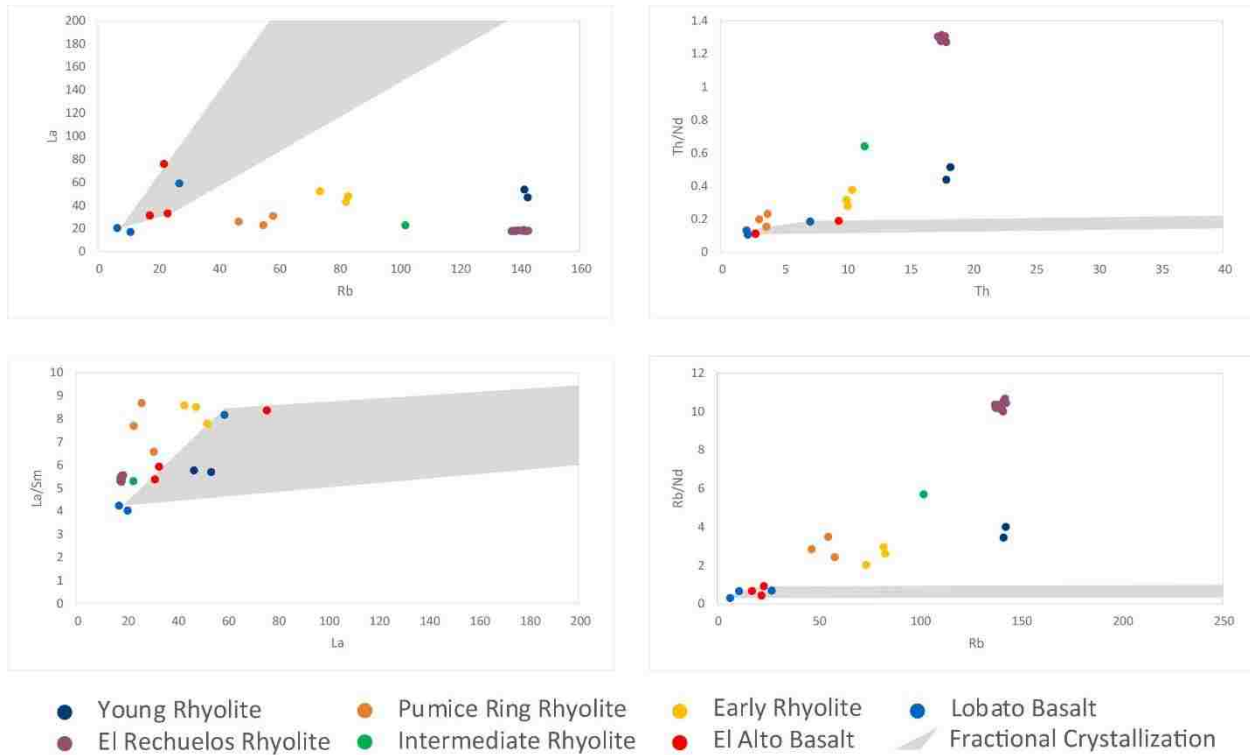 200
180
160
140
120
100
80
60
40
20
0
La
0 20 40 60 80 100 120 140 160
Rb
1.4
1.2
1
0.8
0.6
0.4
0.2
0
Th/Nd
0 5 10 15 20 25 30 35 40
Th
10
9
8
7
6
5
4
3
2
1
0
La/Sm
0 20 40 60 80 100 120 140 160 180 200
La
12
10
8
6
4
2
0
Rb/Nd
0 50 100 150 200 250
Rb
Young Rhyolite Pumice Ring Rhyolite Early Rhyolite Lobato Basalt
El Rechuelos Rhyolite Intermediate Rhyolite El Alto Basalt Fractional Crystallization